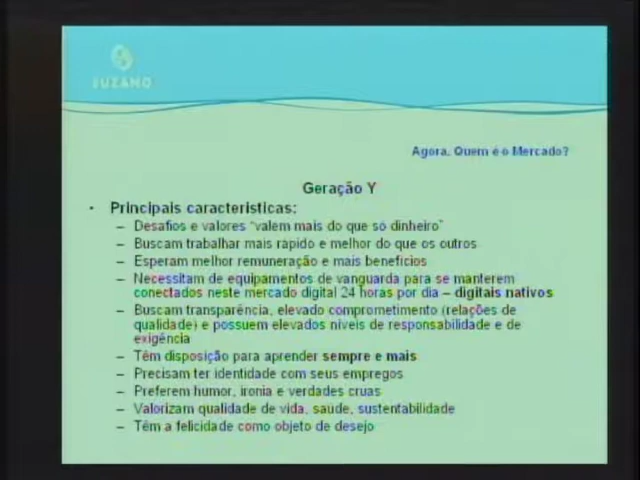 SUZANO
Agora, Quem é o Mercado?
Geração Y
• Principais características:
– Desafios e valores "valem mais do que só dinheiro"
– Buscam trabalhar mais rápido e melhor do que os outros
– Esperam melhor remuneração e mais benefícios
– Necessitam de equipamentos de vanguarda para se manterem
conectados neste mercado digital 24 horas por dia – digitais nativos
– Buscam transparência, elevado comprometimento (relações de
qualidade) e possuem elevados níveis de responsabilidade e de
exigência
– Têm disposição para aprender sempre e mais
– Precisam ter identidade com seus empregos
– Preferem humor, ironia e verdades cruas
– Valorizam qualidade de vida, saúde, sustentabilidade
– Têm a felicidade como objeto de desejo